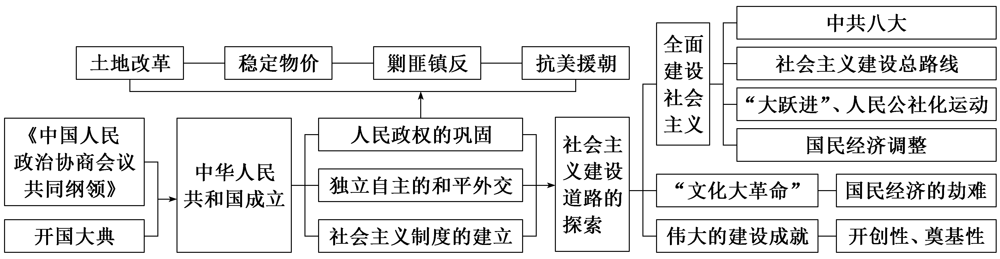 土地改革
稳定物价
剿匪镇反
抗美援朝
《中国人民
政治协商会议
共同纲领》
开国大典
中华人民
共和国成立
人民政权的巩固
独立自主的和平外交
社会主义制度的建立
社会主
义建设
道路的
探索
全面
建设
社会
主义
中共八大
社会主义建设总路线
“大跃进”、人民公社化运动
国民经济调整
“文化大革命”
国民经济的劫难
伟大的建设成就
开创性、奠基性